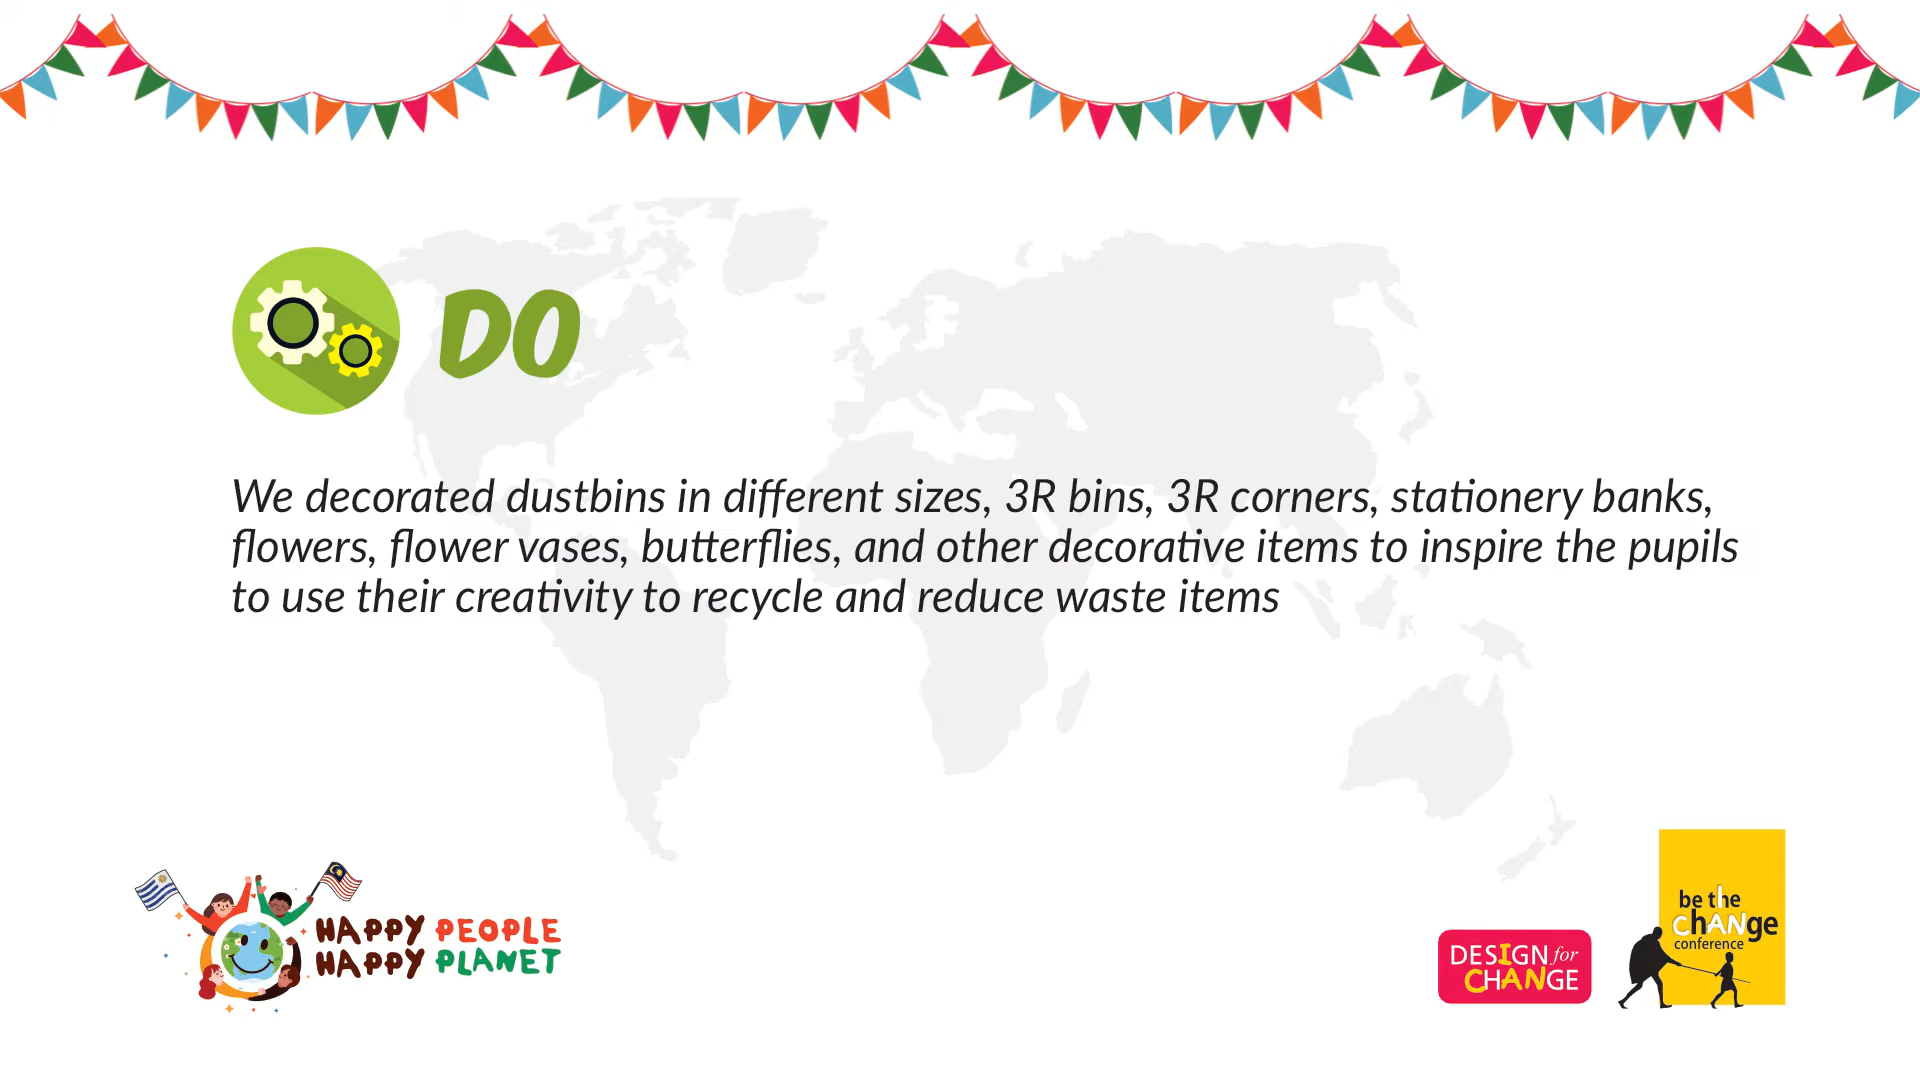 DO
We decorated dustbins in different sizes, 3R bins, 3R corners, stationery banks,
flowers, flower vases, butterflies, and other decorative items to inspire the pupils
to use their creativity to recycle and reduce waste items
HAPPY PEOPLE
HAPPY PLANET
DESIGN for
CHANGE
be the
chANge
conference